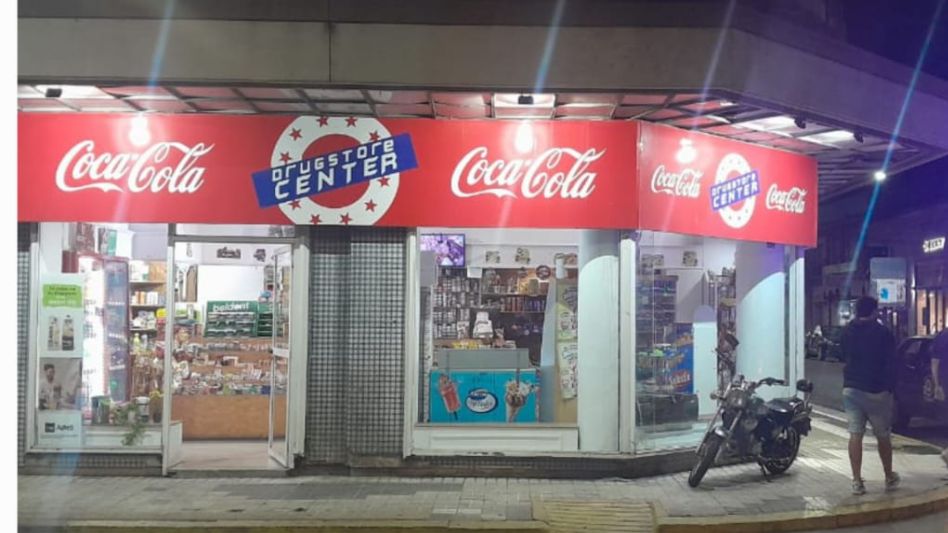 Coca-Cola
DRUGSTORE
CENTER
Coca-Cola
Coca-Cola
DRUGSTORE
CENTER
Coca-Cola
beldent